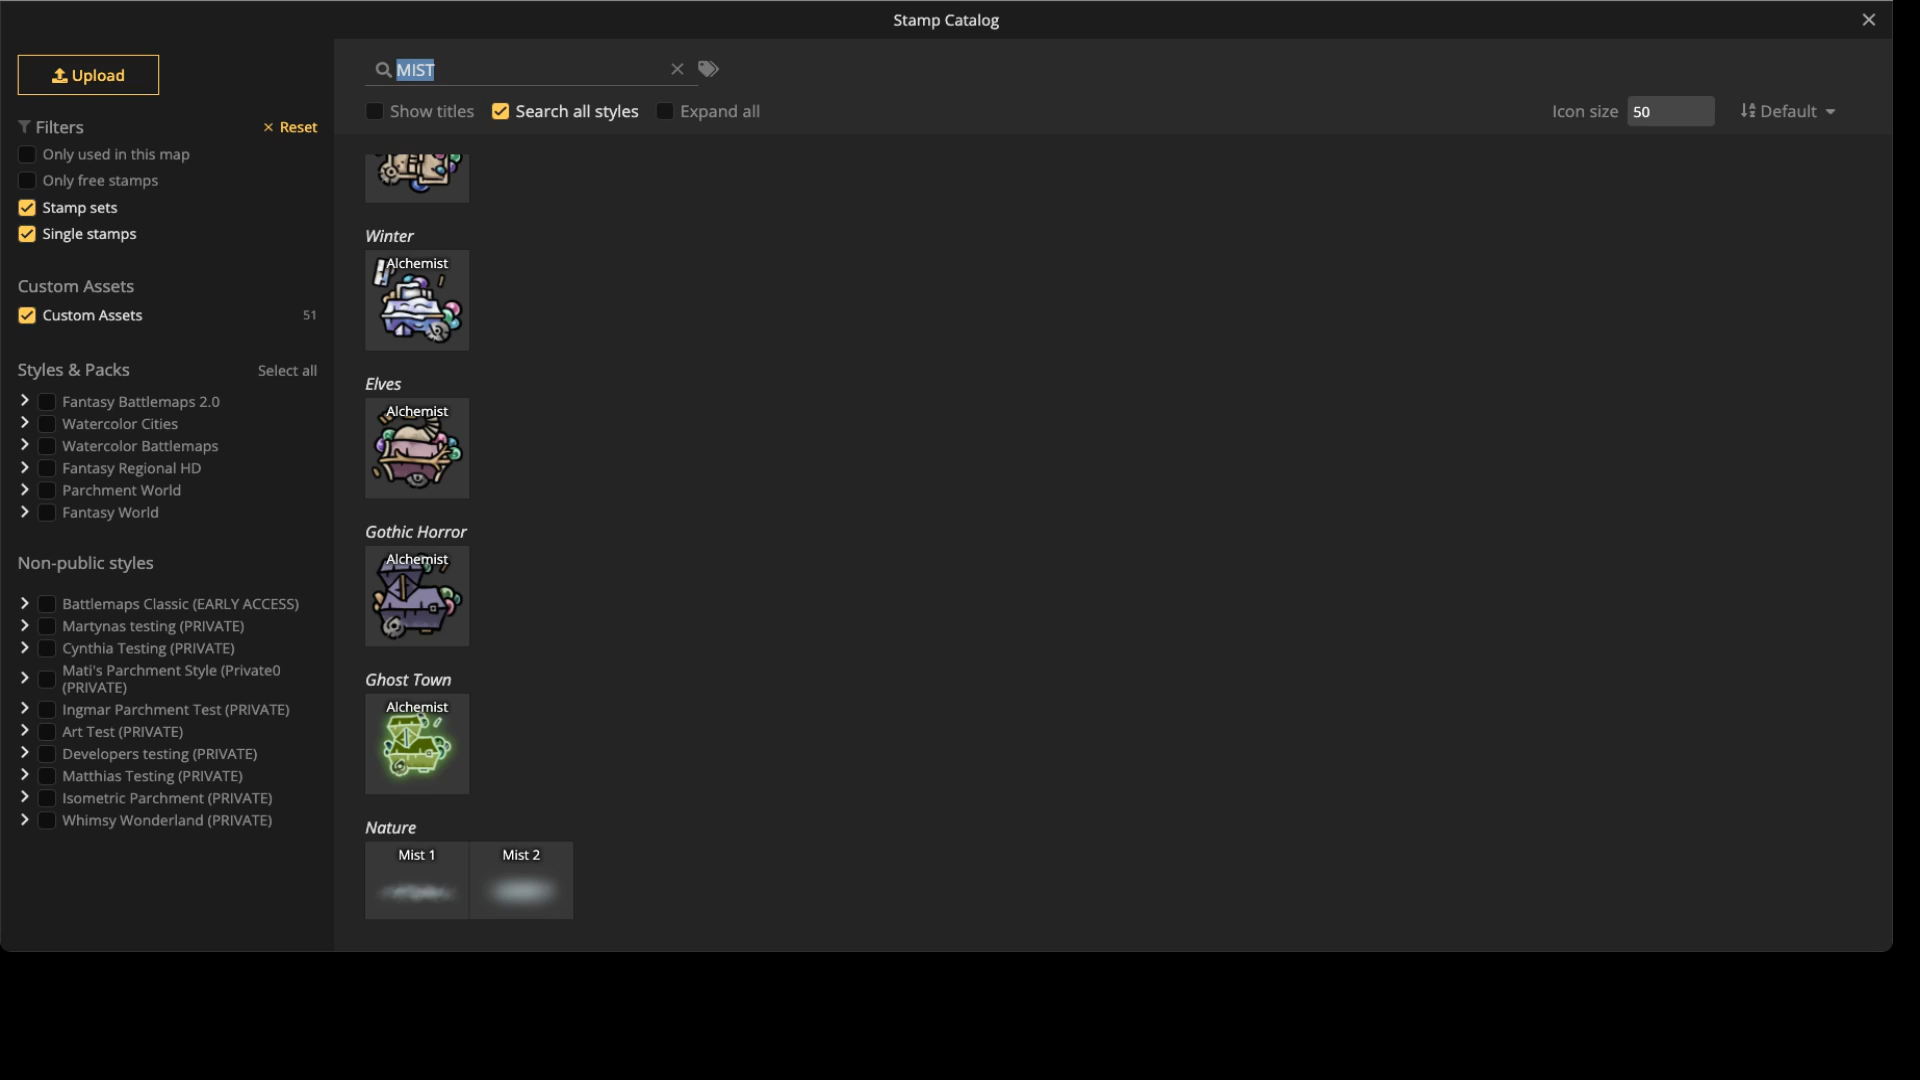 Stamp Catalog
Upload
MIST
Show titles
Search all styles
Expand all
Icon size
50
Default
Filters
Reset
Only used in this map
Only free stamps
Stamp sets
Single stamps
Custom Assets
Custom Assets
51
Styles & Packs
Select all
Fantasy Battlemaps 2.0
Watercolor Cities
Watercolor Battlemaps
Fantasy Regional HD
Parchment World
Fantasy World
Non-public styles
Battlemaps Classic (EARLY ACCESS)
Martynas testing (PRIVATE)
Cynthia Testing (PRIVATE)
Mati's Parchment Style (Private0
(PRIVATE)
Ingmar Parchment Test (PRIVATE)
Art Test (PRIVATE)
Developers testing (PRIVATE)
Matthias Testing (PRIVATE)
Isometric Parchment (PRIVATE)
Whimsy Wonderland (PRIVATE)
Winter
Alchemist
Elves
Alchemist
Gothic Horror
Alchemist
Ghost Town
Alchemist
Nature
Mist 1
Mist 2